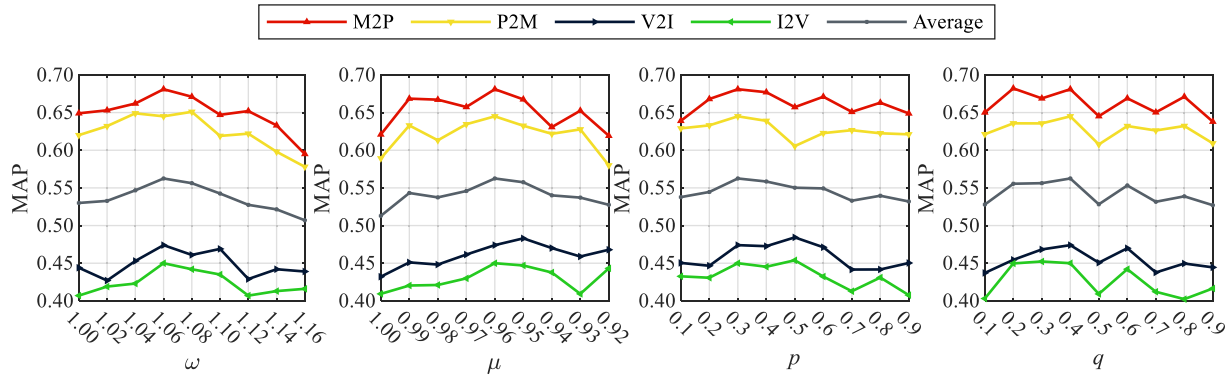 M2P P2M V2I I2V Average
MAP 0.70 0.65 0.60 0.55 0.50 0.45 0.40
1.00 1.02 1.04 1.06 1.08 1.10 1.12 1.14 1.16
ω
MAP 0.70 0.65 0.60 0.55 0.50 0.45 0.40
1.00 0.99 0.98 0.97 0.96 0.95 0.94 0.93 0.92
μ
MAP 0.70 0.65 0.60 0.55 0.50 0.45 0.40
0.1 0.2 0.3 0.4 0.5 0.6 0.7 0.8 0.9
p
MAP 0.70 0.65 0.60 0.55 0.50 0.45 0.40
0.1 0.2 0.3 0.4 0.5 0.6 0.7 0.8 0.9
q